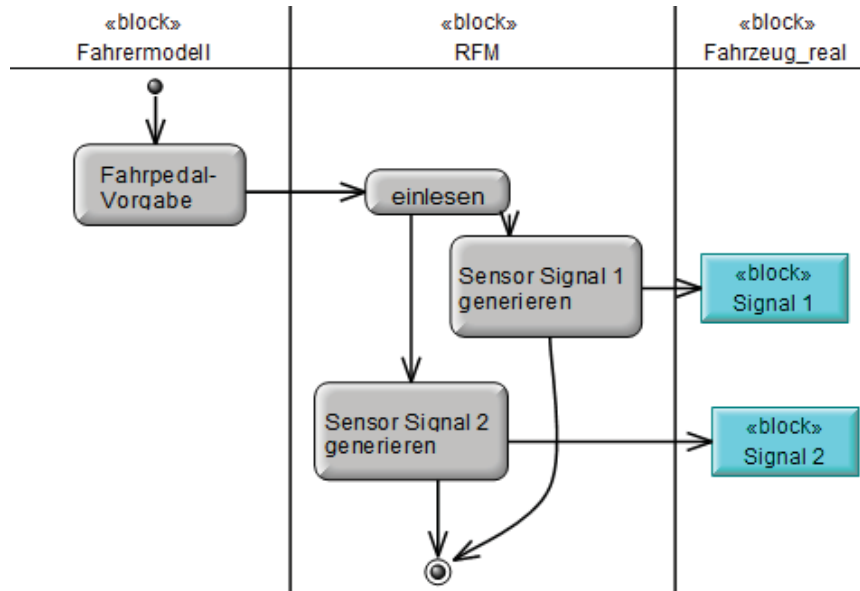 «block»
Fahrermodell
«block»
RFM
«block»
Fahrzeug_real
Fahrpedal-
Vorgabe
einlesen
Sensor Signal 1
generieren
«block»
Signal 1
Sensor Signal 2
generieren
«block»
Signal 2